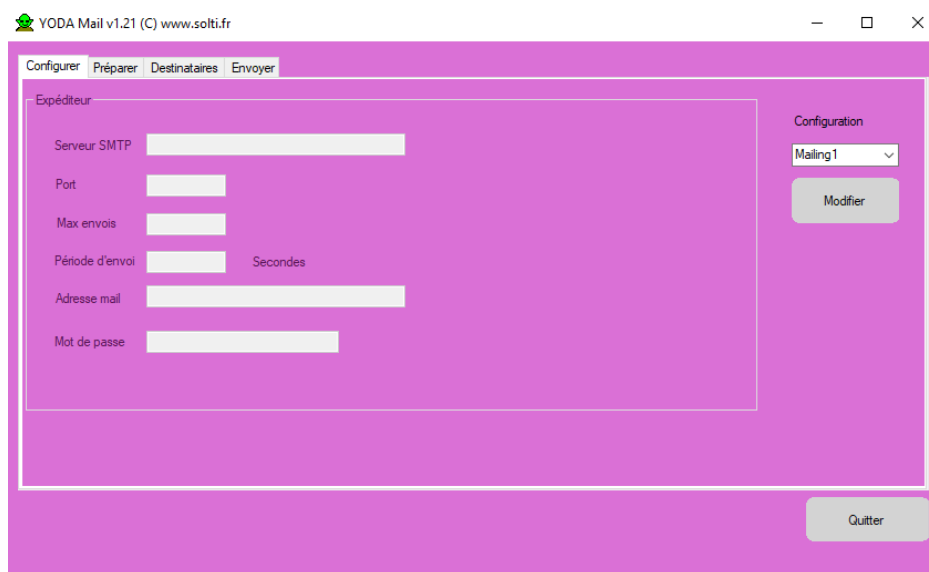 YODA Mail v1.21 (C) www.solti.fr
Configurer Préparer Destinataires Envoyer
Expéditeur
Configuration
Serveur SMTP
Mailing1
Port
Modifier
Max envois
Période d'envoi Secondes
Adresse mail
Mot de passe
Quitter